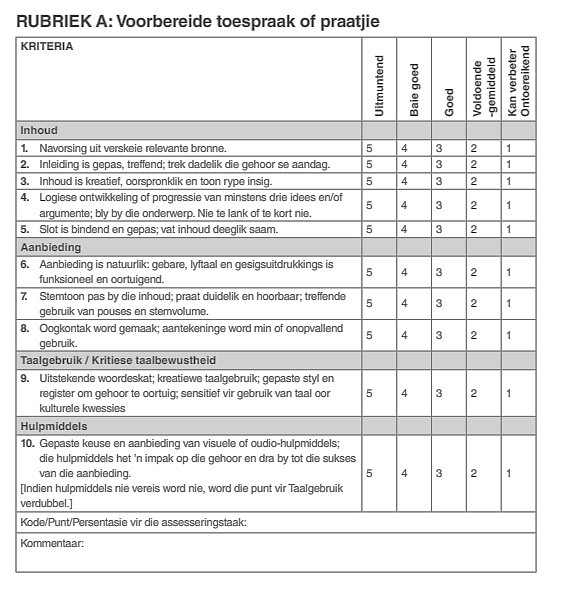 RUBRIEK A: Voorbereide toespraak of praatjie
KRITERIA
Uitmuntend
Baie goed
Goed
Voldoende
-gemiddeld
Kan verbeter
Ontoereikend
Inhoud
1. Navorsing uit verskeie relevante bronne. 5 4 3 2 1
2. Inleiding is gepas, treffend; trek dadelik die gehoor se aandag. 5 4 3 2 1
3. Inhoud is kreatief, oorspronklik en toon rype insig. 5 4 3 2 1
4. Logiese ontwikkeling of progressie van minstens drie idees en/of
argumente; bly by die onderwerp. Nie te lank of te kort nie. 5 4 3 2 1
5. Slot is bindend en gepas; vat inhoud deeglik saam. 5 4 3 2 1
Aanbieding
6. Aanbieding is natuurlik: gebare, lyftaal en gesigsuitdrukkings is
funksioneel en oortuigend. 5 4 3 2 1
7. Stemtoon pas by die inhoud; praat duidelik en hoorbaar; treffende
gebruik van pouses en stemvolume. 5 4 3 2 1
8. Oogkontak word gemaak; aantekeninge word min of onopvallend
gebruik. 5 4 3 2 1
Taalgebruik / Kritiese taalbewustheid
9. Uitstekende woordeskat; kreatiewe taalgebruik; gepaste styl en
register om gehoor te oortuig; sensitief vir gebruik van taal oor
kulturele kwessies 5 4 3 2 1
Hulpmiddels
10. Gepaste keuse en aanbieding van visuele of oudio-hulpmiddels;
die hulpmiddels het 'n impak op die gehoor en dra by tot die sukses
van die aanbieding. 5 4 3 2 1
[Indien hulpmiddels nie vereis word nie, word die punt vir Taalgebruik
verdubbel.]
Kode/Punt/Persentasie vir die assesseringstaak:
Kommentaar: